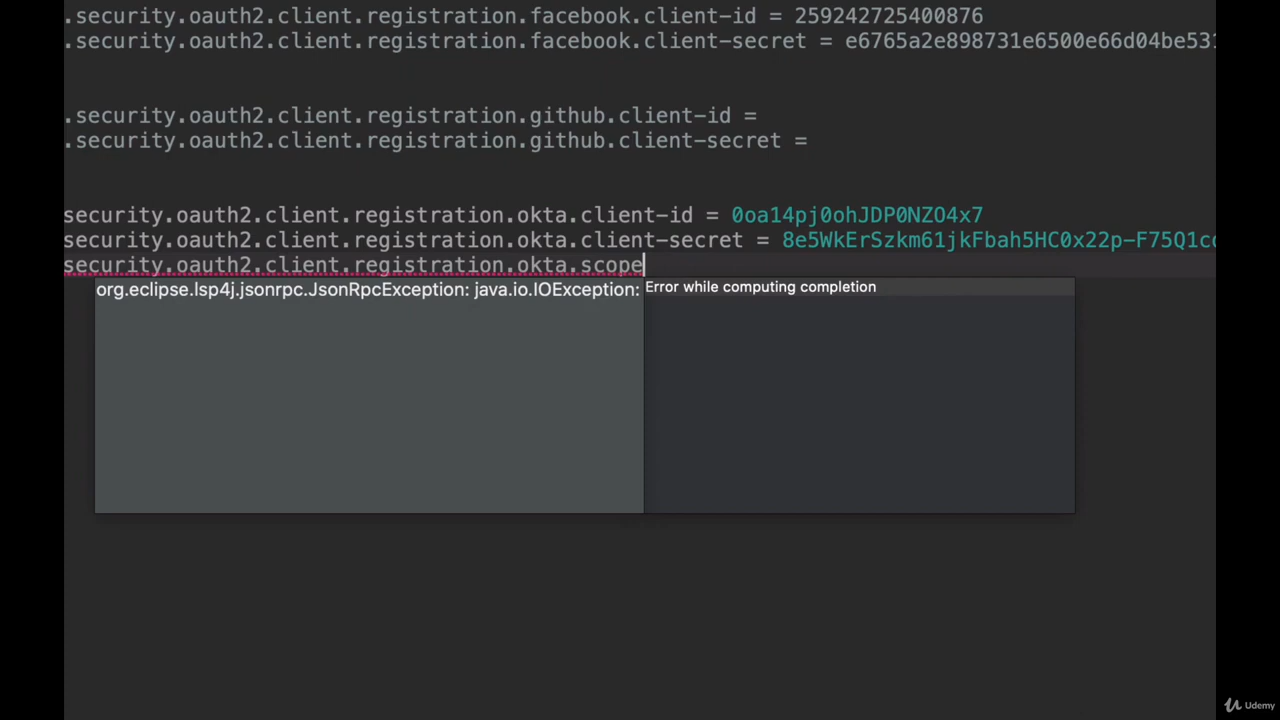 .security.oauth2.client.registration.facebook.client-id = 259242725400876
.security.oauth2.client.registration.facebook.client-secret = e6765a2e898731e6500e66d04be531
.security.oauth2.client.registration.github.client-id =
.security.oauth2.client.registration.github.client-secret =
security.oauth2.client.registration.okta.client-id = 0oa14pj0ohJDP0NZO4x7
security.oauth2.client.registration.okta.client-secret = 8e5WkErSzkm61jkFbah5HC0x22p-F75Q1co
security.oauth2.client.registration.okta.scope
org.eclipse.lsp4j.jsonrpc.JsonRpcException: java.io.IOException:
Error while computing completion
Udemy